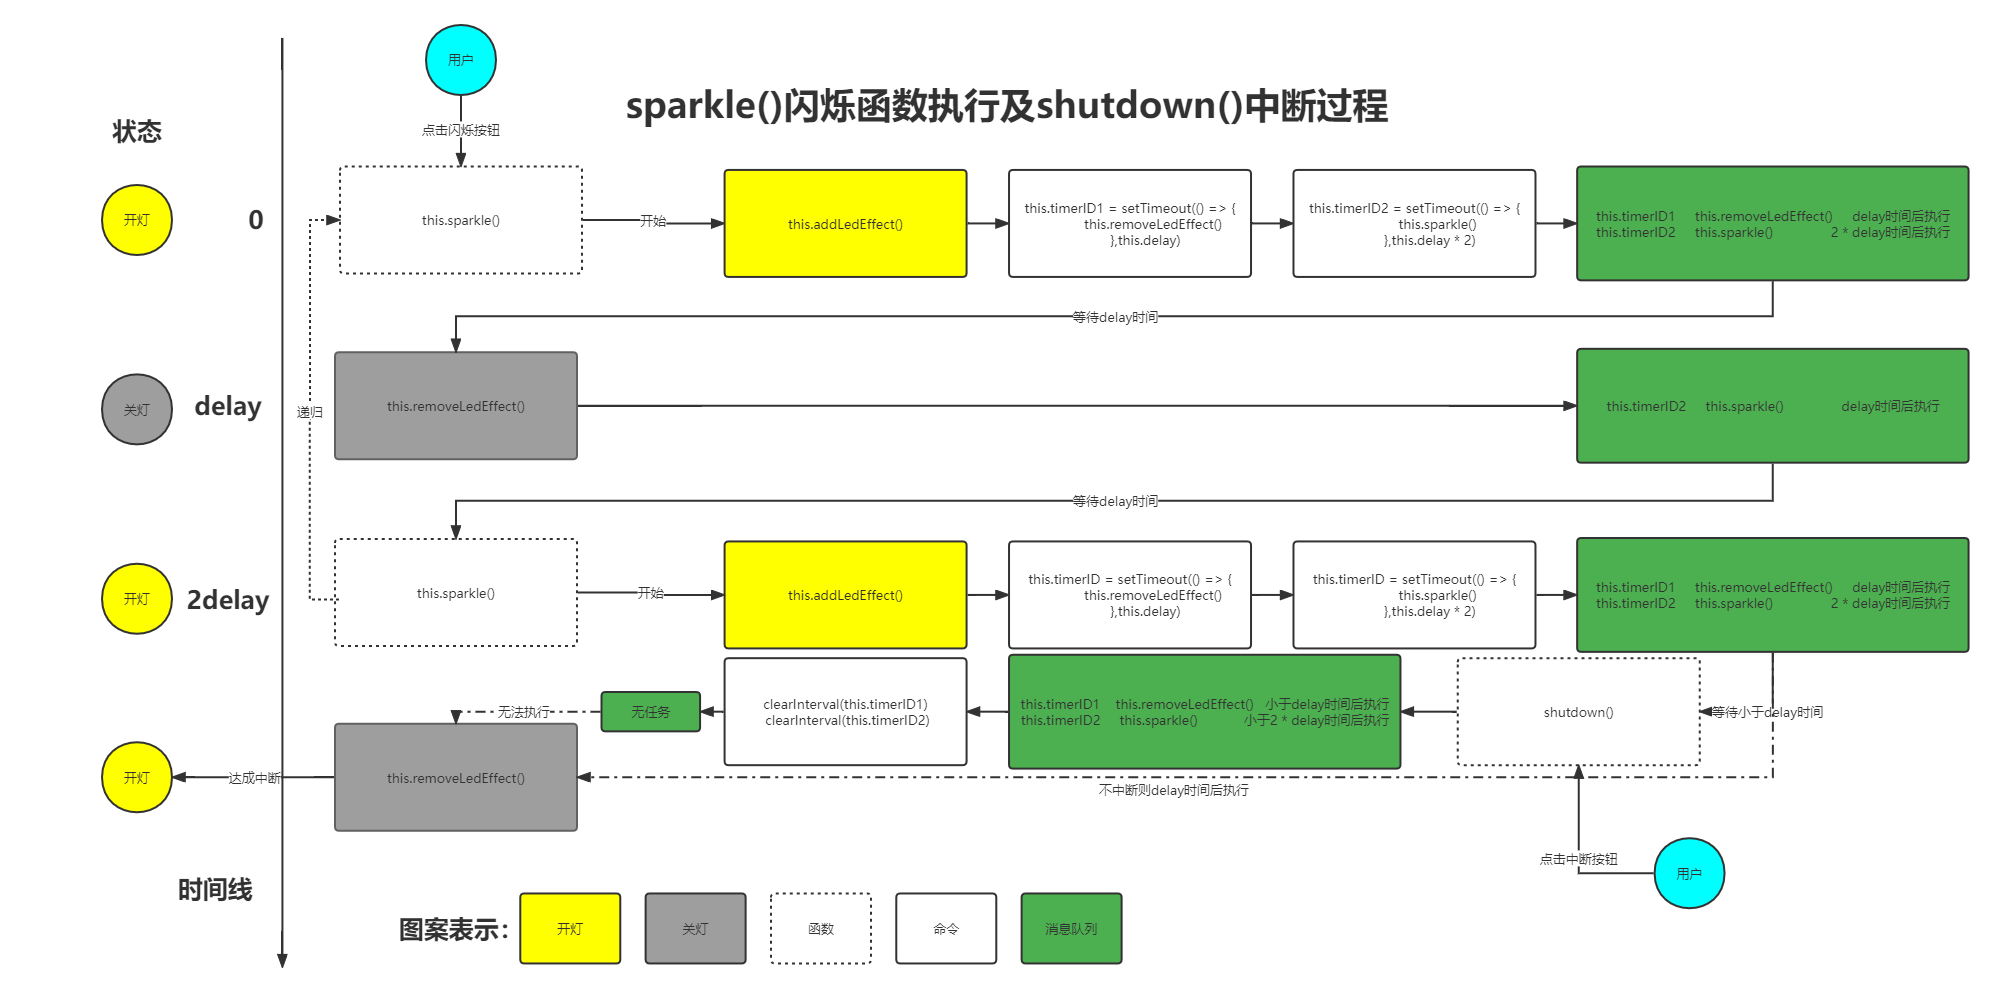 用户
sparkle()闪烁函数执行及shutdown()中断过程
状态
点击闪烁按钮
开灯
0
this.sparkle()
开始
this.addLedEffect()
this.timerID1 = setTimeout(() => {
this.removeLedEffect()
},this.delay)
this.timerID2 = setTimeout(() => {
this.sparkle()
},this.delay * 2)
this.timerID1 this.removeLedEffect() delay时间后执行
this.timerID2 this.sparkle() 2 * delay时间后执行
等待delay时间
关灯
delay
递归
this.removeLedEffect()
this.timerID2 this.sparkle() delay时间后执行
等待delay时间
开灯
2delay
this.sparkle()
开始
this.addLedEffect()
this.timerID = setTimeout(() => {
this.removeLedEffect()
},this.delay)
this.timerID = setTimeout(() => {
this.sparkle()
},this.delay * 2)
this.timerID1 this.removeLedEffect() delay时间后执行
this.timerID2 this.sparkle() 2 * delay时间后执行
无法执行
无任务
clearInterval(this.timerID1)
clearInterval(this.timerID2)
this.timerID1 this.removeLedEffect() 小于delay时间后执行
this.timerID2 this.sparkle() 小于2 * delay时间后执行
shutdown()
等待小于delay时间
开灯
达成中断
this.removeLedEffect()
不中断则delay时间后执行
点击中断按钮
用户
时间线
图案表示：
开灯
关灯
函数
命令
消息队列